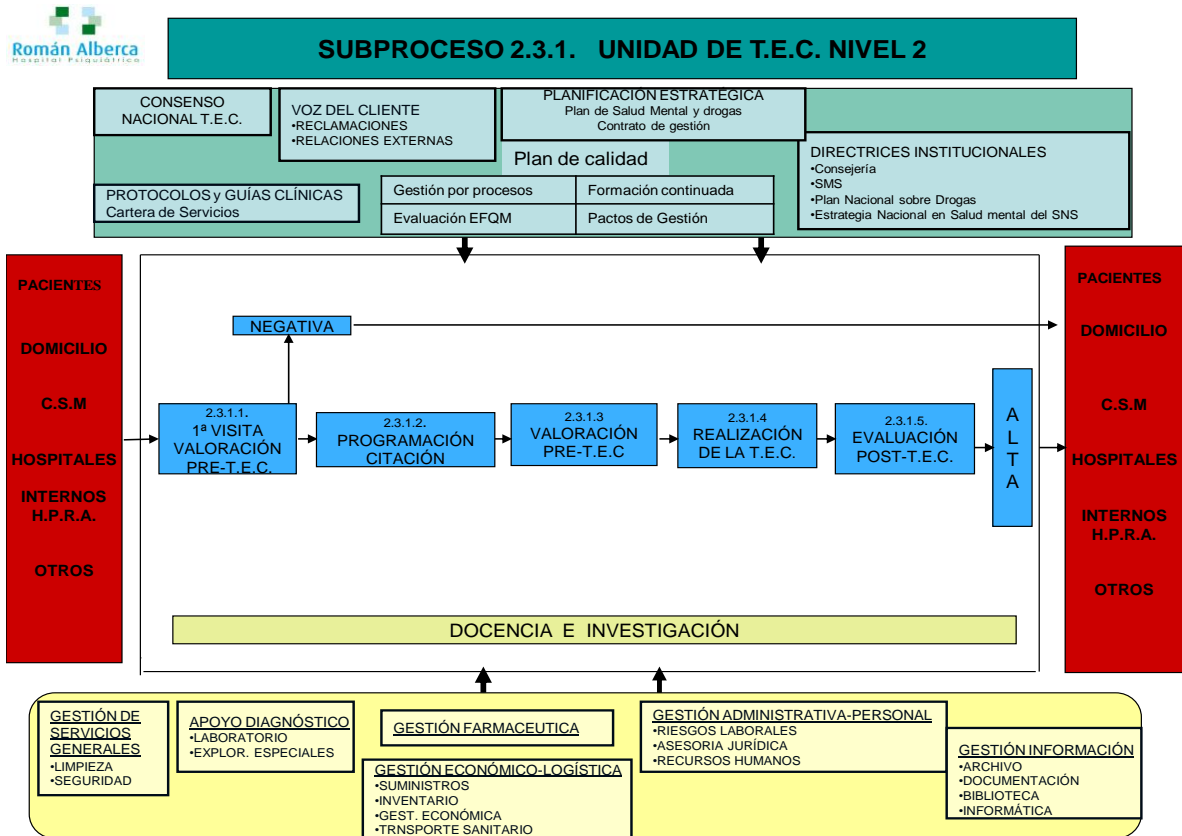 Román Alberca
Hospital Psiquiátrico
SUBPROCESO 2.3.1. UNIDAD DE T.E.C. NIVEL 2
CONSENSO
NACIONAL T.E.C.
VOZ DEL CLIENTE
•RECLAMACIONES
•RELACIONES EXTERNAS
PLANIFICACIÓN ESTRATÉGICA
Plan de Salud Mental y drogas
Contrato de gestión
Plan de calidad
DIRECTRICES INSTITUCIONALES
•Consejería
•SMS
•Plan Nacional sobre Drogas
•Estrategia Nacional en Salud mental del SNS
PROTOCOLOS y GUÍAS CLÍNICAS
Cartera de Servicios
Gestión por procesos
Formación continuada
Evaluación EFQM
Pactos de Gestión
PACIENTES
DOMICILIO
C.S.M
HOSPITALES
INTERNOS
H.P.R.A.
OTROS
NEGATIVA
2.3.1.1.
1ª VISITA
VALORACIÓN
PRE-T.E.C.
2.3.1.2.
PROGRAMACIÓN
CITACIÓN
2.3.1.3
VALORACIÓN
PRE-T.E.C
2.3.1.4
REALIZACIÓN
DE LA T.E.C.
2.3.1.5.
EVALUACIÓN
POST-T.E.C.
A
L
T
A
PACIENTES
DOMICILIO
C.S.M
HOSPITALES
INTERNOS
H.P.R.A.
OTROS
DOCENCIA E INVESTIGACIÓN
GESTIÓN DE
SERVICIOS
GENERALES
•LIMPIEZA
•SEGURIDAD
APOYO DIAGNÓSTICO
•LABORATORIO
•EXPLOR. ESPECIALES
GESTIÓN FARMACEUTICA
GESTIÓN ECONÓMICO-LOGÍSTICA
•SUMINISTROS
•INVENTARIO
•GEST. ECONÓMICA
•TRNSPORTE SANITARIO
GESTIÓN ADMINISTRATIVA-PERSONAL
•RIESGOS LABORALES
•ASESORIA JURÍDICA
•RECURSOS HUMANOS
GESTIÓN INFORMACIÓN
•ARCHIVO
•DOCUMENTACIÓN
•BIBLIOTECA
•INFORMÁTICA